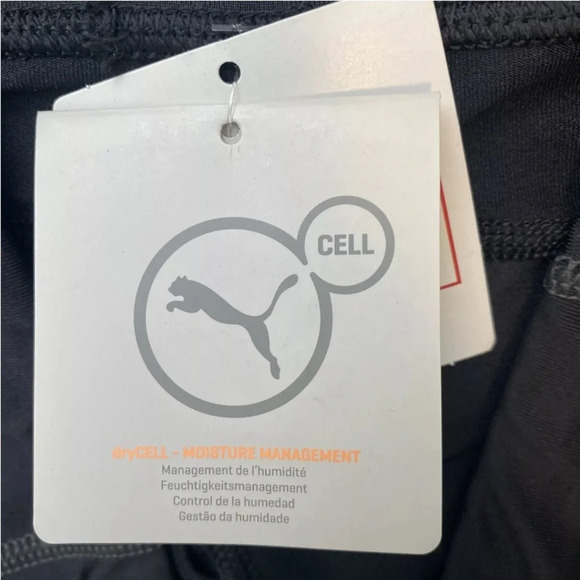 CELL
dryCELL - MOISTURE MANAGEMENT
Management de l'humidité
Feuchtigkeitsmanagement
Control de la humedad
Gestão da humidade